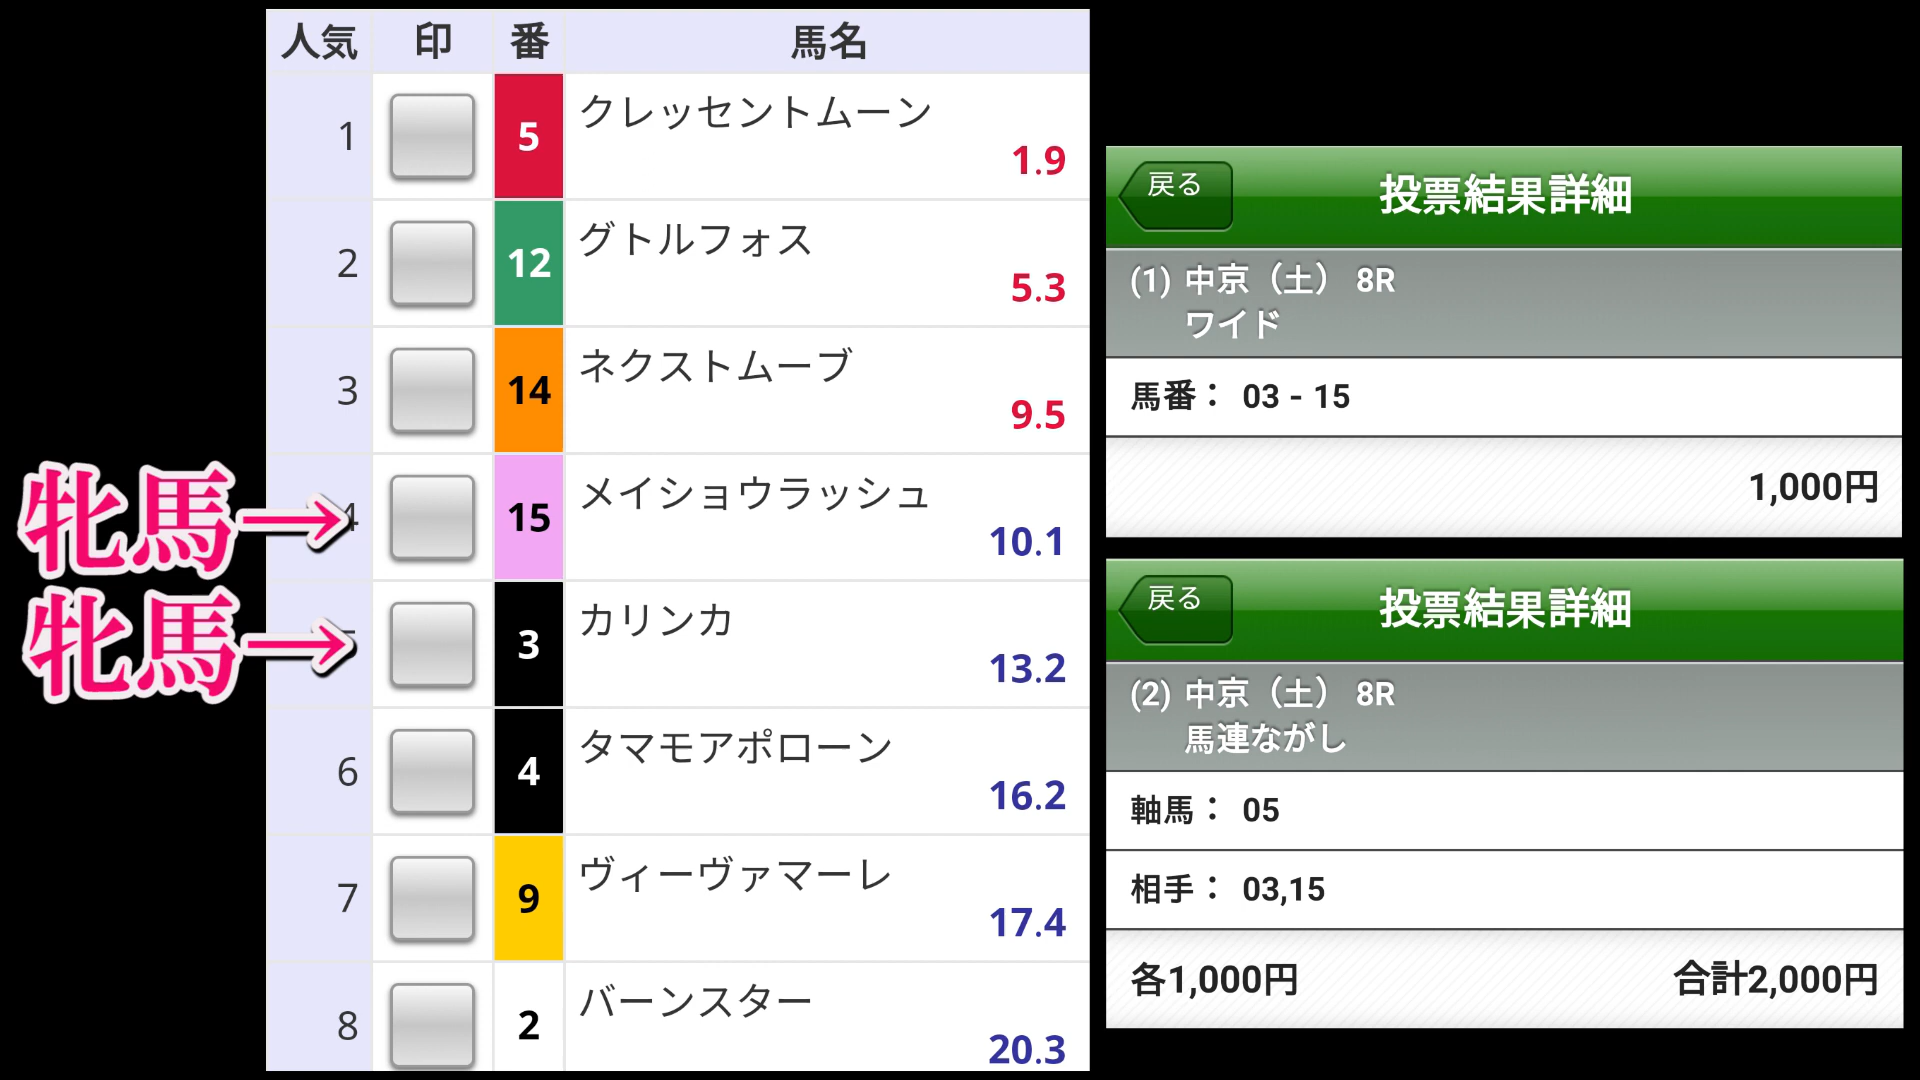 人気 印 番 馬名
1 5 クレッセントムーン
1.9
2 12 グトルフォス
5.3
3 14 ネクストムーブ
9.5
牝馬→ 4 15 メイショウラッシュ
10.1
牝馬→ 5 3 カリンカ
13.2
6 4 タマモアポローン
16.2
7 9 ヴィーヴァマーレ
17.4
8 2 バーンスター
20.3
戻る 投票結果詳細
(1) 中京（土） 8R
ワイド
馬番： 03 - 15
1,000円
戻る 投票結果詳細
(2) 中京（土） 8R
馬連ながし
軸馬： 05
相手： 03,15
各1,000円 合計2,000円